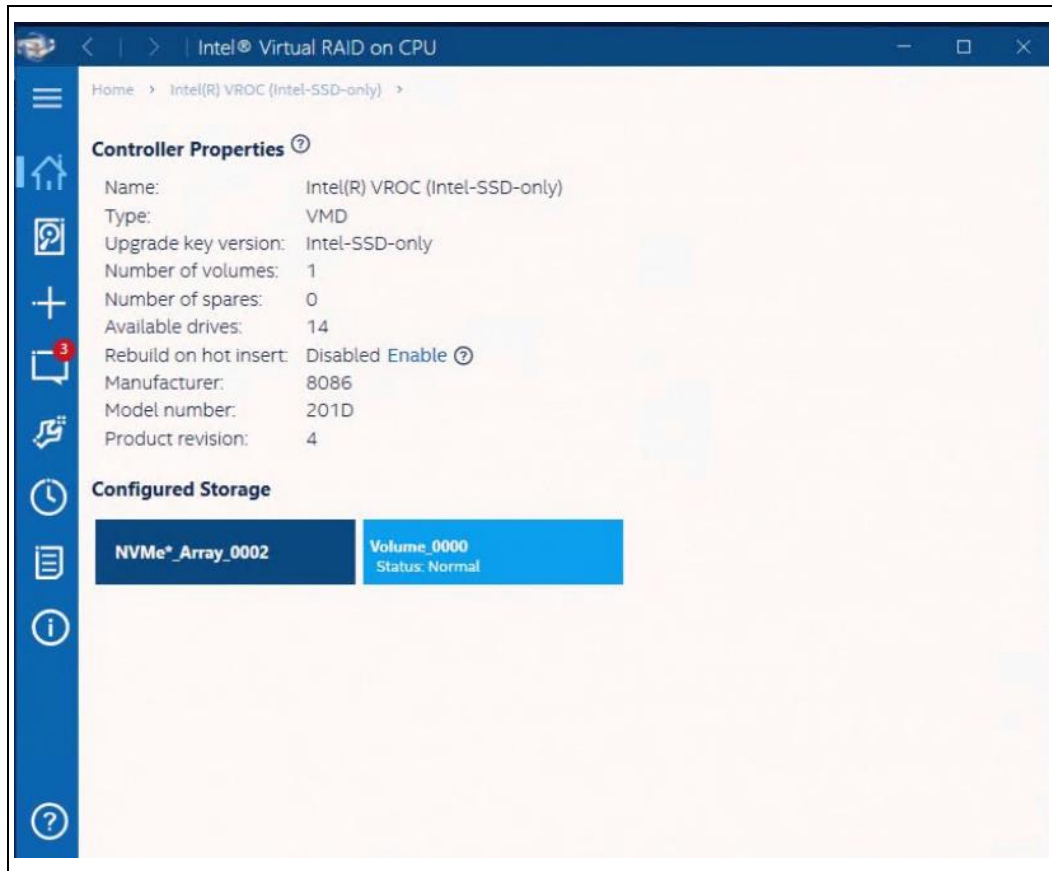 Intel® Virtual RAID on CPU
Home > Intel(R) VROC (Intel-SSD-only) >
Controller Properties ?
Name: Intel(R) VROC (Intel-SSD-only)
Type: VMD
Upgrade key version: Intel-SSD-only
Number of volumes: 1
Number of spares: 0
Available drives: 14
3
Rebuild on hot insert: Disabled Enable ?
Manufacturer: 8086
Model number: 201D
Product revision: 4
Configured Storage
NVMe*_Array_0002
Volume_0000
Status: Normal